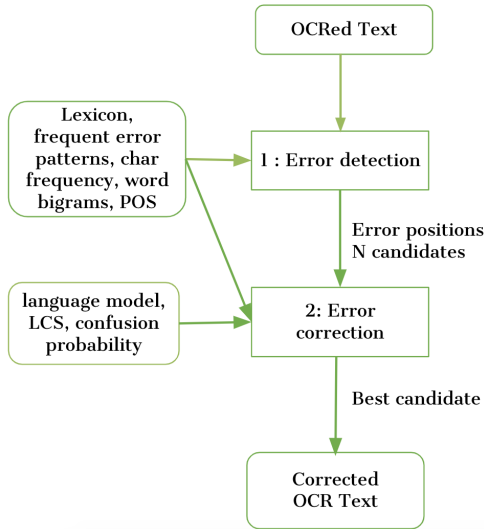 OCRed Text
Lexicon,
frequent error
patterns, char
frequency, word
bigrams, POS
1 : Error detection
Error positions
N candidates
language model,
LCS, confusion
probability
2: Error
correction
Best candidate
Corrected
OCR Text